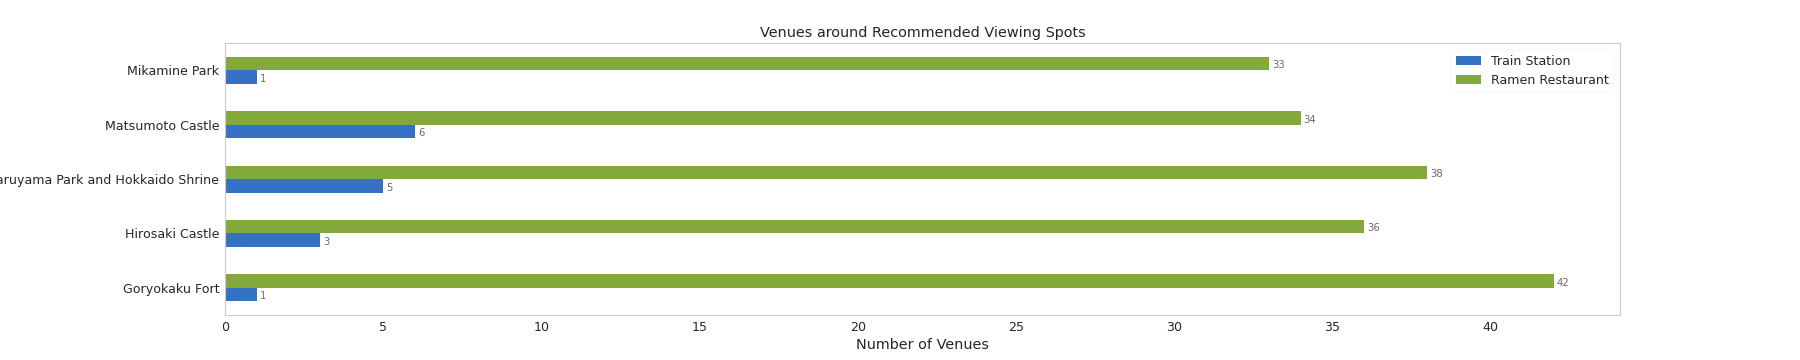 Venues around Recommended Viewing Spots
Train Station
Ramen Restaurant
Mikamine Park
33
1
Matsumoto Castle
34
6
aruyama Park and Hokkaido Shrine
38
5
Hirosaki Castle
36
3
Goryokaku Fort
42
1
0 5 10 15 20 25 30 35 40
Number of Venues